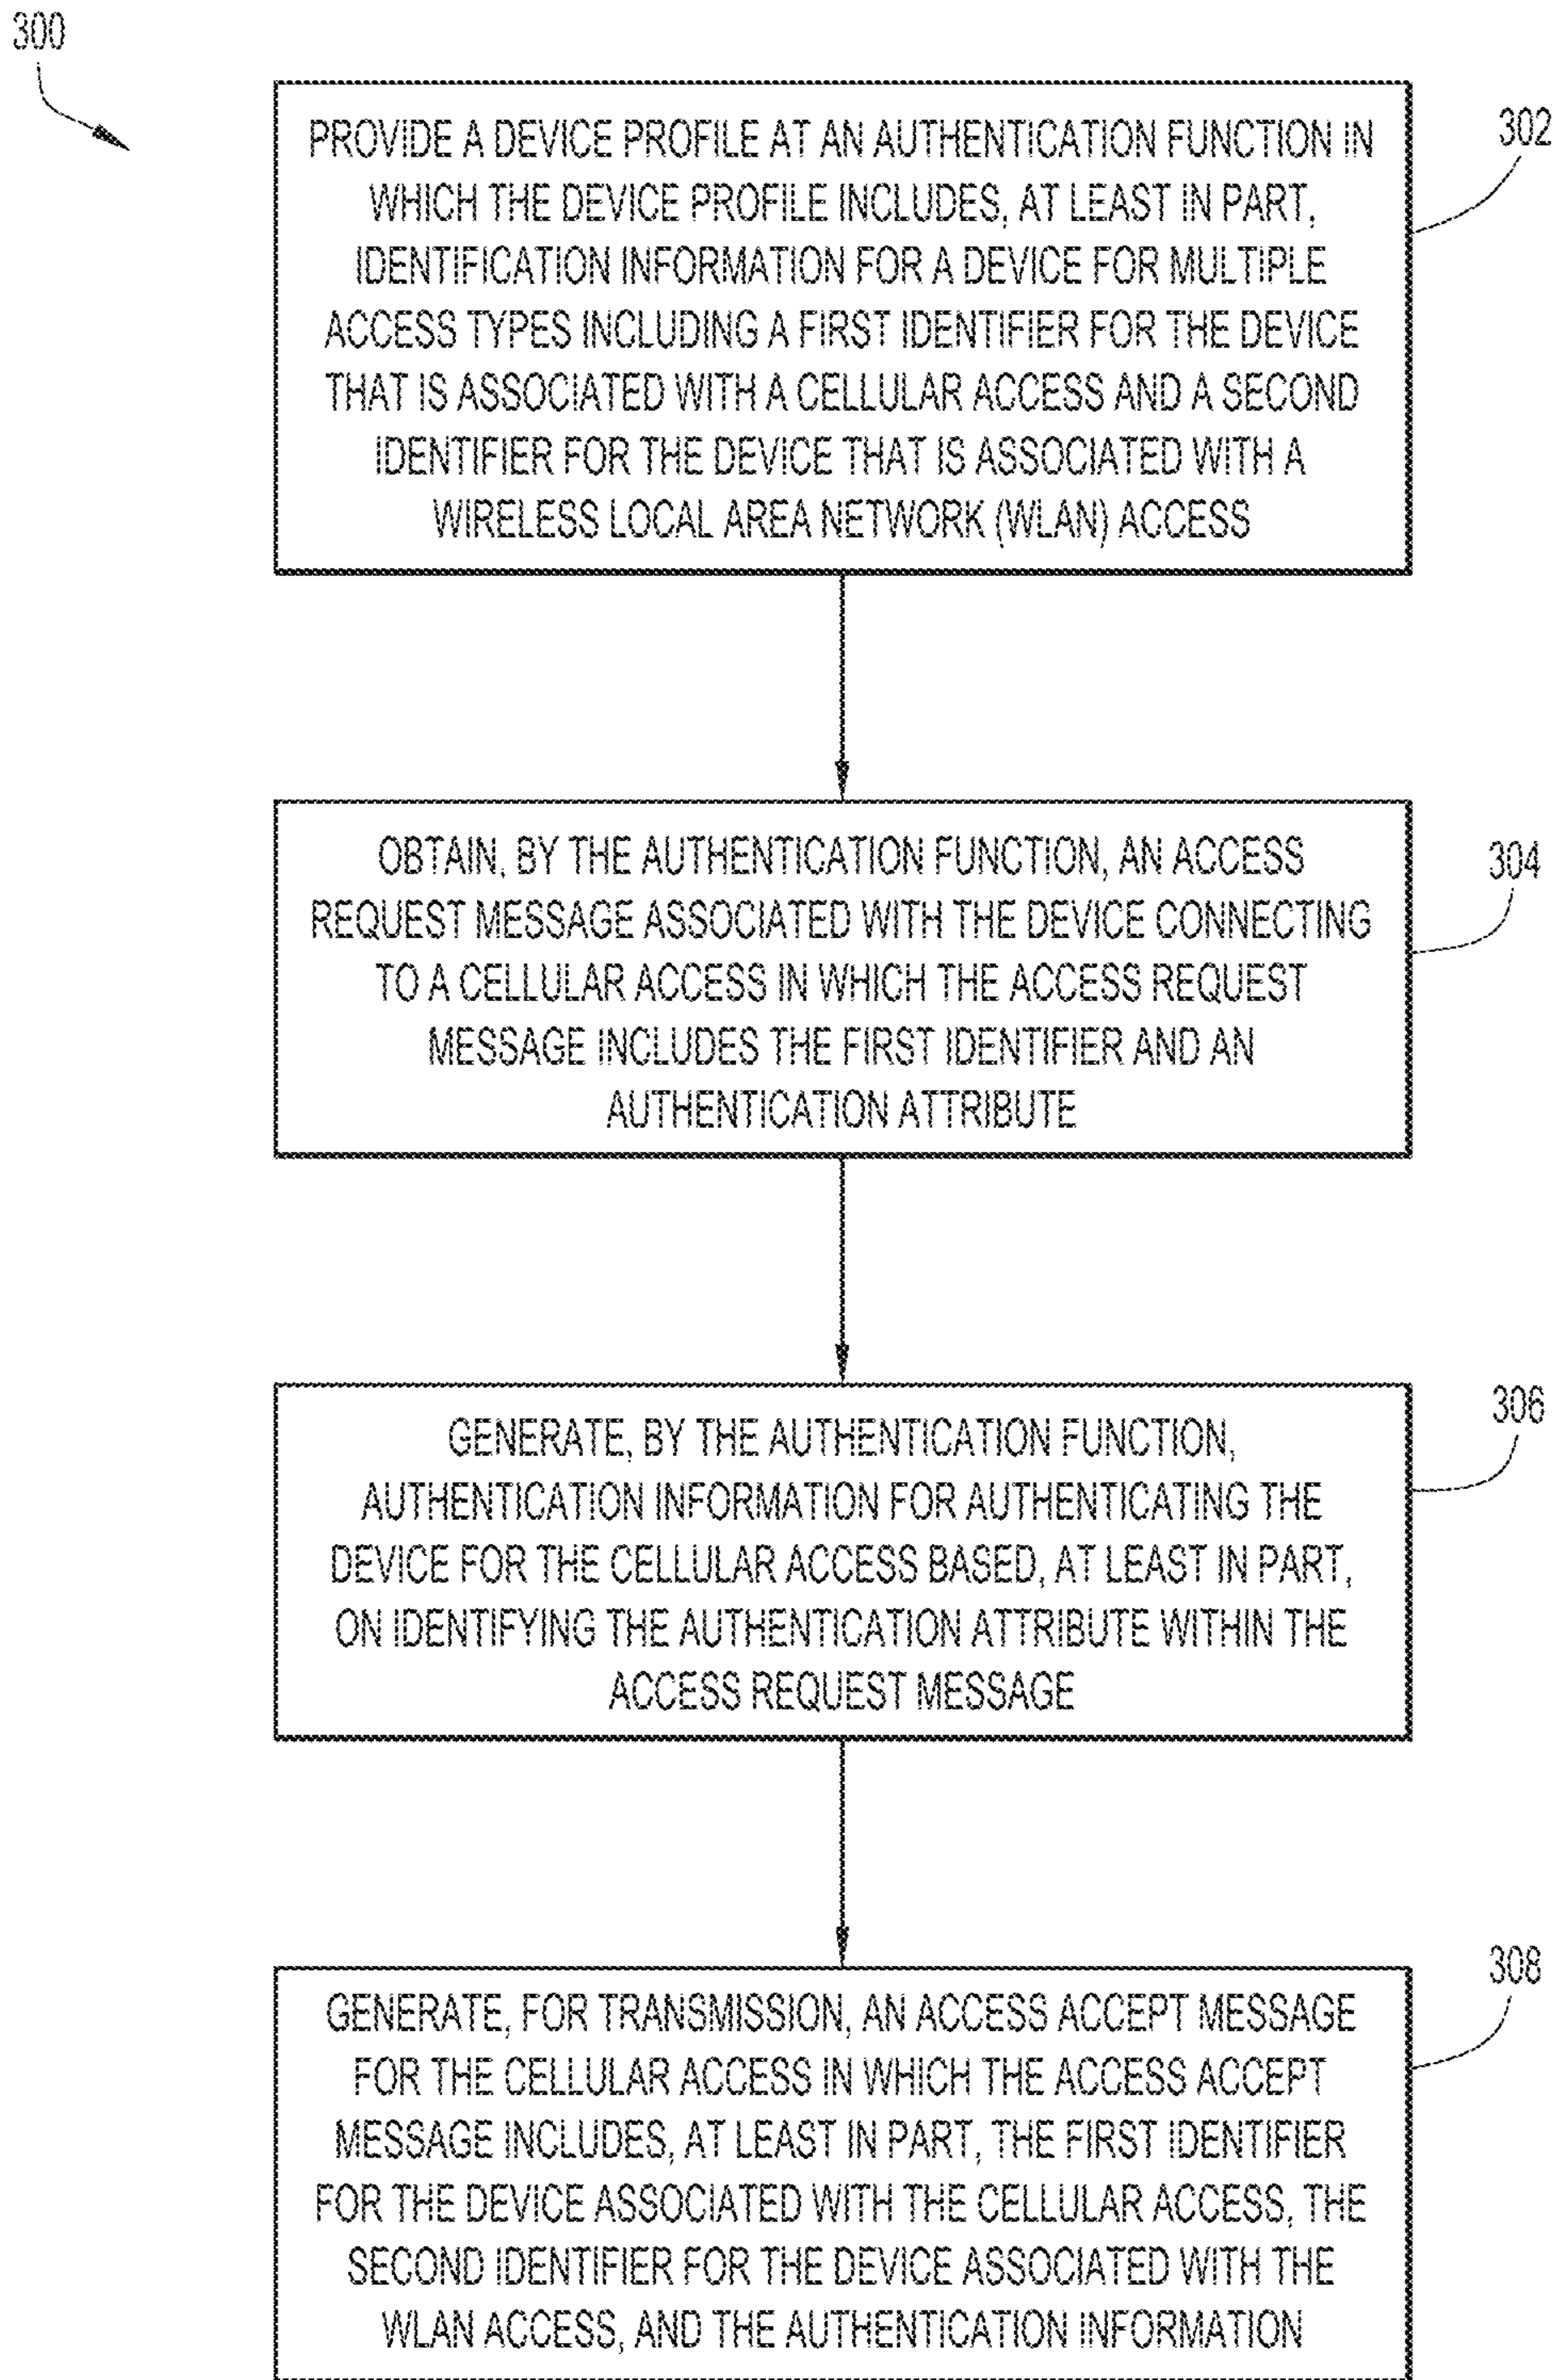 300
PROVIDE A DEVICE PROFILE AT AN AUTHENTICATION FUNCTION IN
WHICH THE DEVICE PROFILE INCLUDES, AT LEAST IN PART,
IDENTIFICATION INFORMATION FOR A DEVICE FOR MULTIPLE
ACCESS TYPES INCLUDING A FIRST IDENTIFIER FOR THE DEVICE
THAT IS ASSOCIATED WITH A CELLULAR ACCESS AND A SECOND
IDENTIFIER FOR THE DEVICE THAT IS ASSOCIATED WITH A
WIRELESS LOCAL AREA NETWORK (WLAN) ACCESS
302
OBTAIN, BY THE AUTHENTICATION FUNCTION, AN ACCESS
REQUEST MESSAGE ASSOCIATED WITH THE DEVICE CONNECTING
TO A CELLULAR ACCESS IN WHICH THE ACCESS REQUEST
MESSAGE INCLUDES THE FIRST IDENTIFIER AND AN
AUTHENTICATION ATTRIBUTE
304
GENERATE, BY THE AUTHENTICATION FUNCTION,
AUTHENTICATION INFORMATION FOR AUTHENTICATING THE
DEVICE FOR THE CELLULAR ACCESS BASED, AT LEAST IN PART,
ON IDENTIFYING THE AUTHENTICATION ATTRIBUTE WITHIN THE
ACCESS REQUEST MESSAGE
306
GENERATE, FOR TRANSMISSION, AN ACCESS ACCEPT MESSAGE
FOR THE CELLULAR ACCESS IN WHICH THE ACCESS ACCEPT
MESSAGE INCLUDES, AT LEAST IN PART, THE FIRST IDENTIFIER
FOR THE DEVICE ASSOCIATED WITH THE CELLULAR ACCESS, THE
SECOND IDENTIFIER FOR THE DEVICE ASSOCIATED WITH THE
WLAN ACCESS, AND THE AUTHENTICATION INFORMATION
308